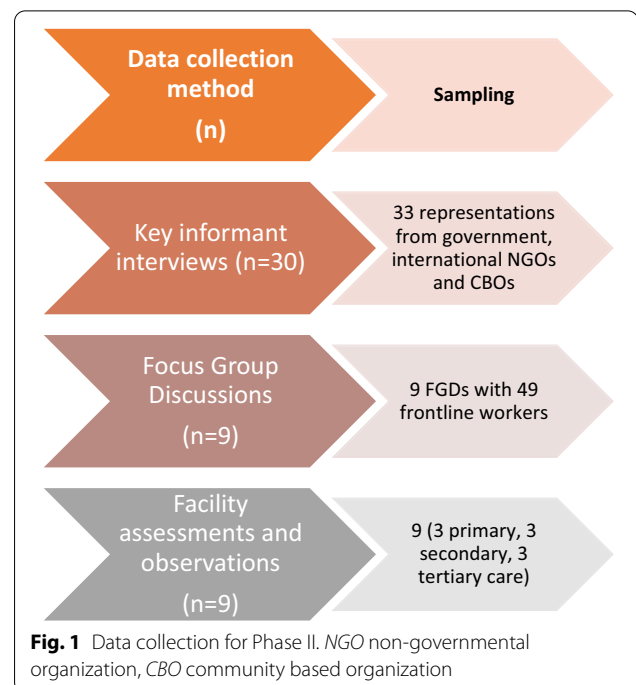 Data collection
method
(n)
Sampling
Key informant
interviews (n=30)
33 representations
from government,
international NGOs
and CBOs
Focus Group
Discussions
(n=9)
9 FGDs with 49
frontline workers
Facility
assessments and
observations
(n=9)
9 (3 primary, 3
secondary, 3
tertiary care)
Fig. 1 Data collection for Phase II. NGO non-governmental
organization, CBO community based organization